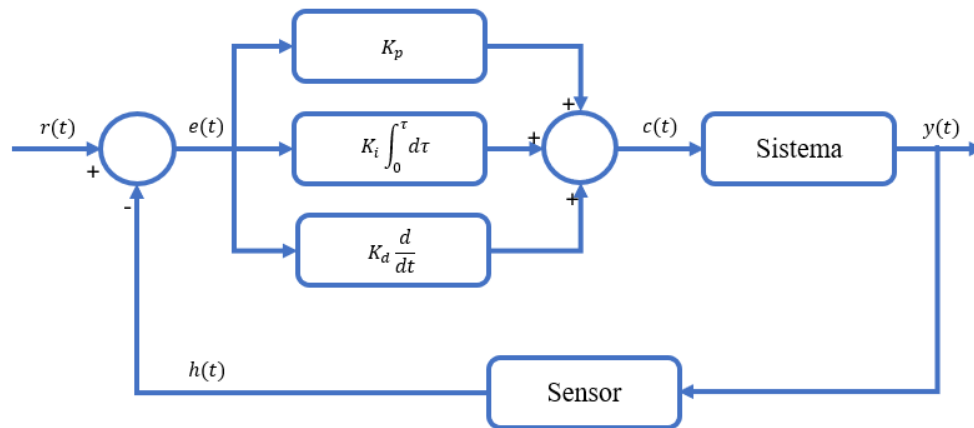 K_p
+
r(t)
e(t)
K_i ∫_0^τ dτ
+
c(t)
Sistema
y(t)
+
-
+
K_d d/dt
h(t)
Sensor